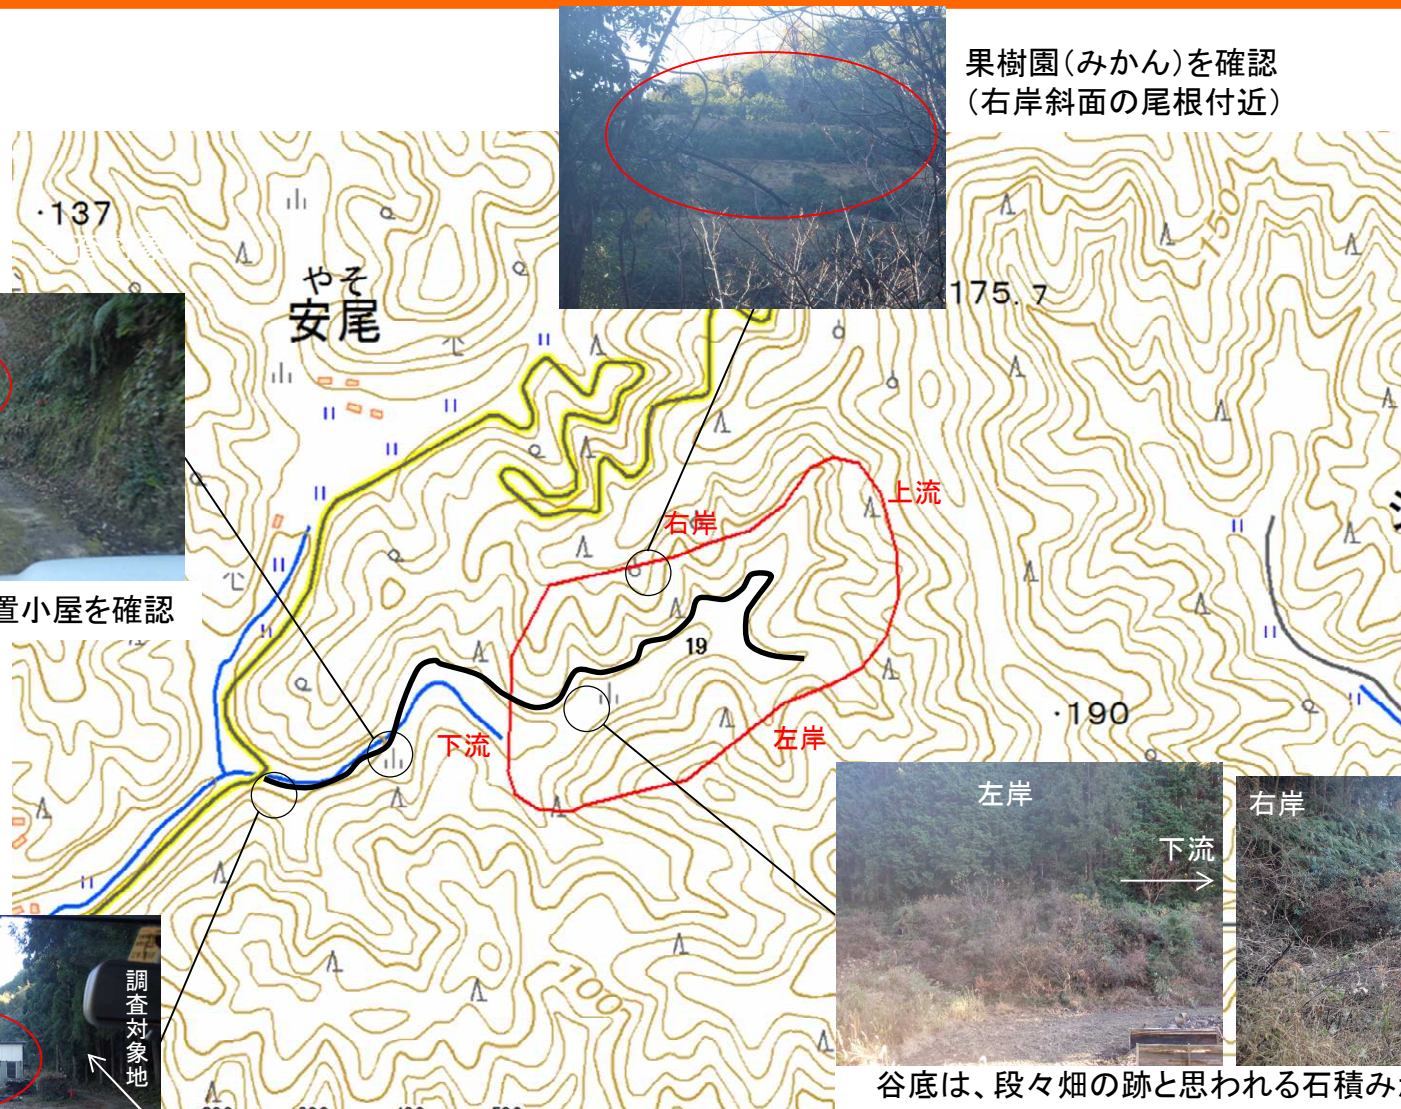 果樹園（みかん）を確認
（右岸斜面の尾根付近）
・137
やそ
安尾
175.7
150
上流
右岸
置小屋を確認
19
・190
下流
左岸
左岸
右岸
下流
調査対象地
100
谷底は、段々畑の跡と思われる石積み